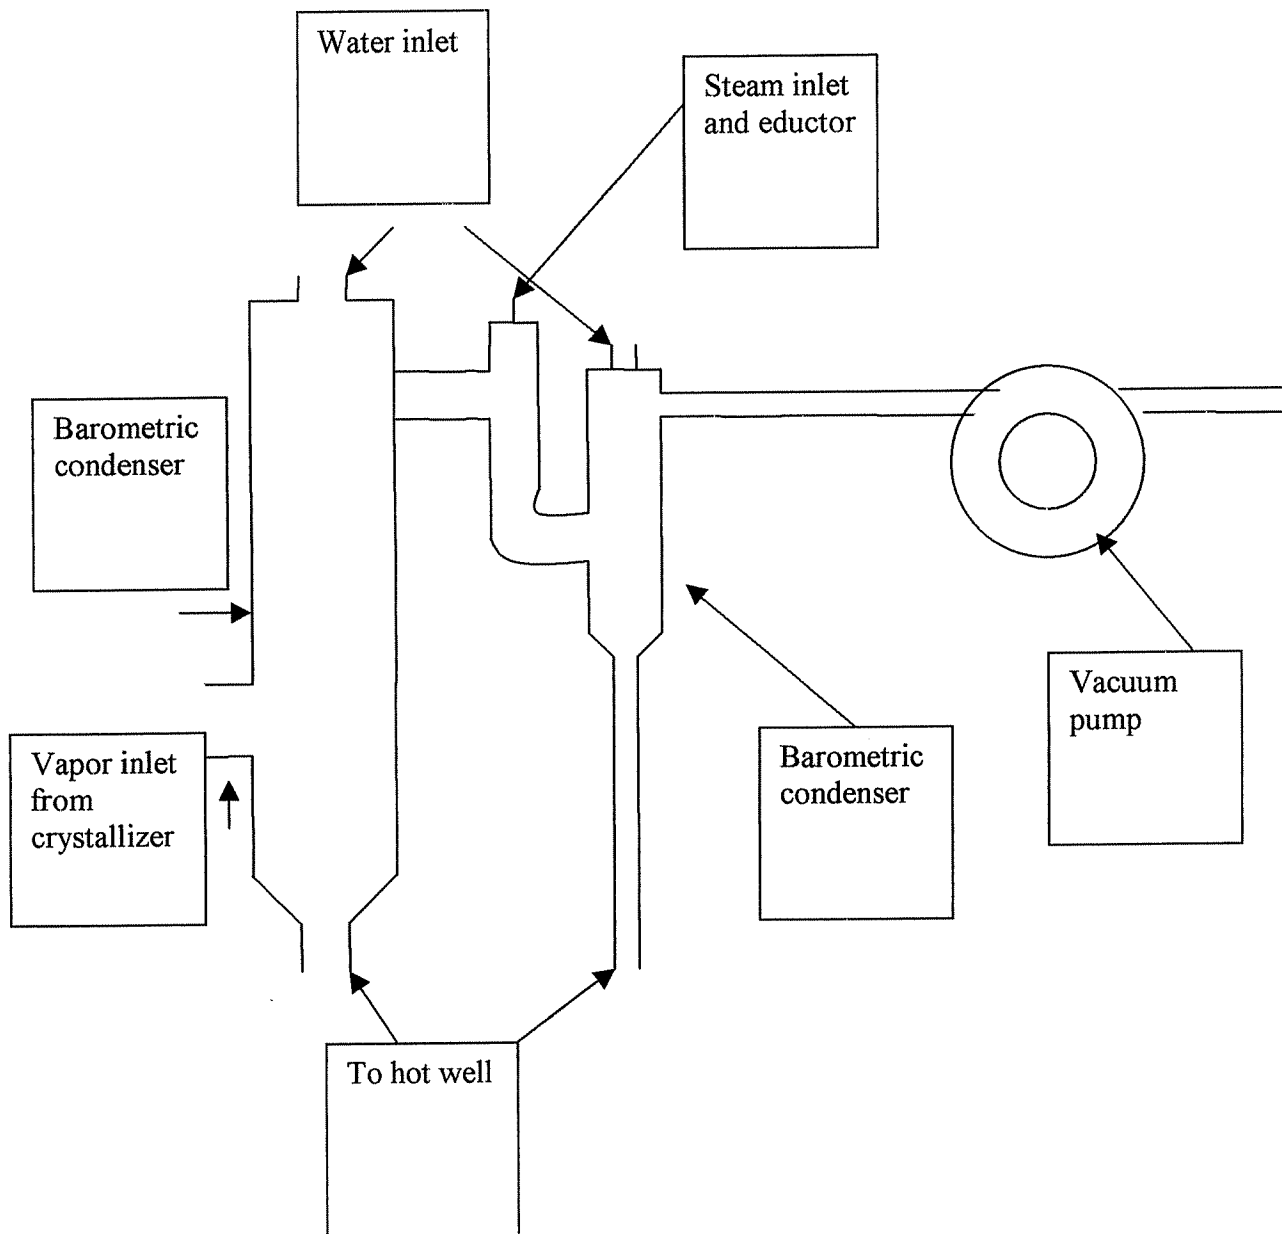 Water inlet
Steam inlet
and eductor
Barometric
condenser
Vapor inlet
from
crystallizer
Barometric
condenser
Vacuum
pump
To hot well